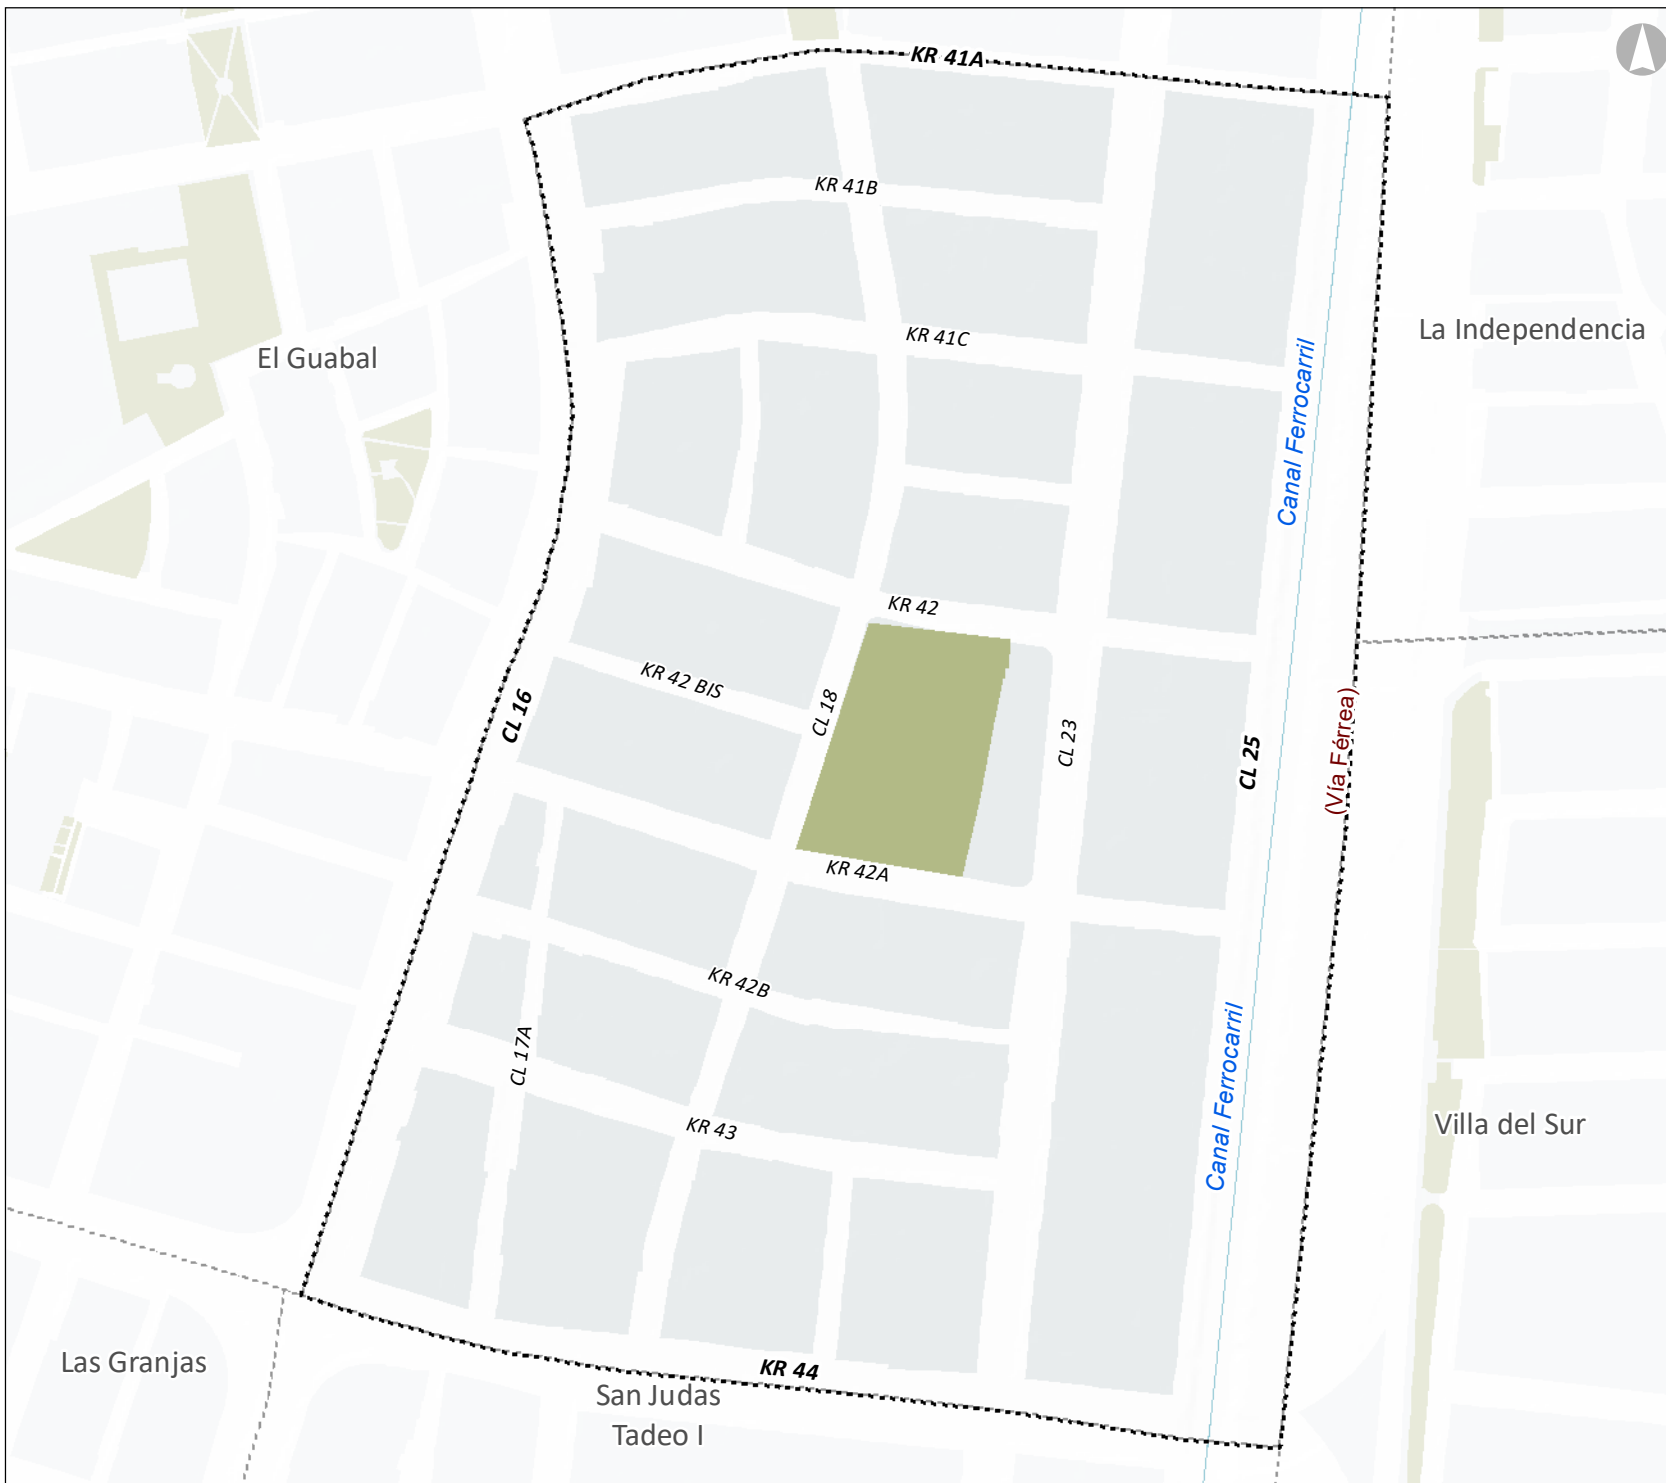 KR 41A
KR 41B
La Independencia
KR 41C
El Guabal
Canal Ferrocarril
KR 42
KR 42 BIS
CL 16
CL 18
CL 23
CL 25
(Vía Férrea)
KR 42A
KR 42B
CL 17A
Canal Ferrocarril
KR 43
Villa del Sur
Las Granjas
KR 44
San Judas
Tadeo I